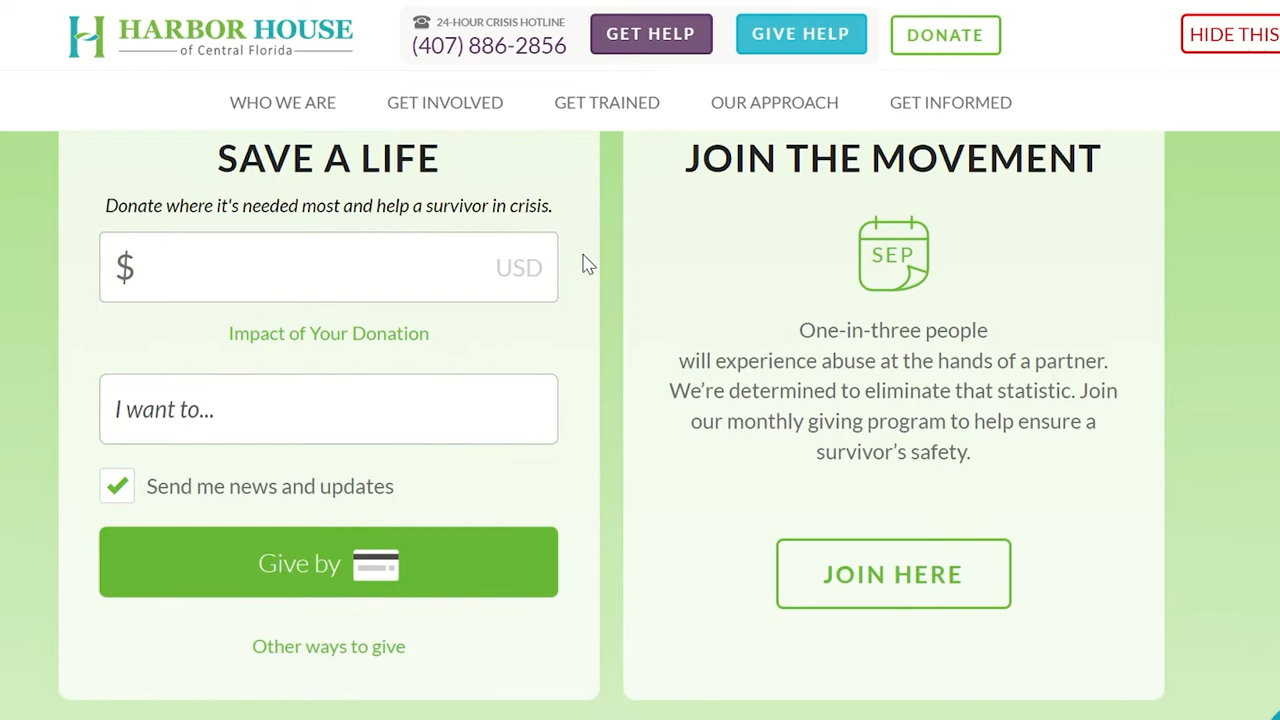 HARBOR HOUSE
of Central Florida
24-HOUR CRISIS HOTLINE
(407) 886-2856
GET HELP
GIVE HELP
DONATE
HIDE THIS
WHO WE ARE
GET INVOLVED
GET TRAINED
OUR APPROACH
GET INFORMED
SAVE A LIFE
Donate where it's needed most and help a survivor in crisis.
$
USD
Impact of Your Donation
I want to...
Send me news and updates
Give by
Other ways to give
JOIN THE MOVEMENT
SEP
One-in-three people
will experience abuse at the hands of a partner.
We’re determined to eliminate that statistic. Join
our monthly giving program to help ensure a
survivor’s safety.
JOIN HERE